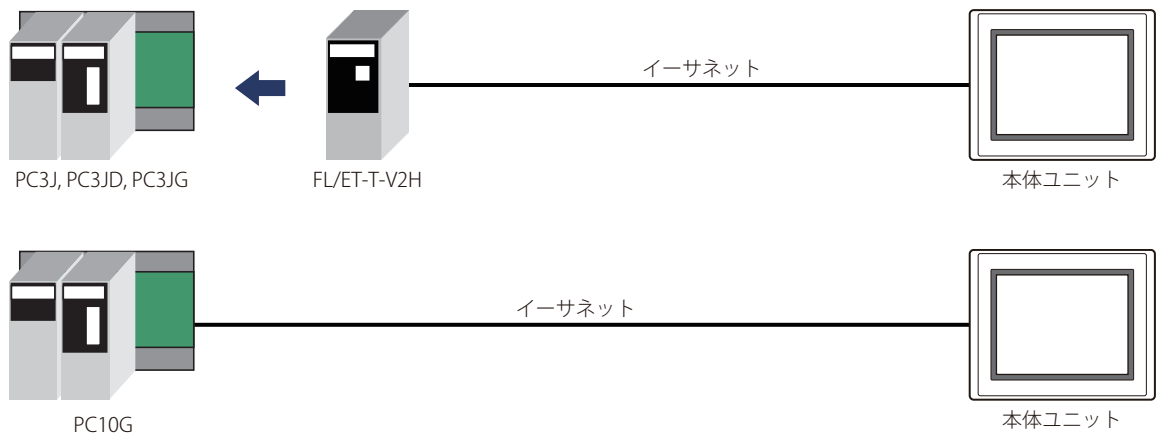 イーサネット
PC3J, PC3JD, PC3JG
FL/ET-T-V2H
本体ユニット
イーサネット
PC10G
本体ユニット